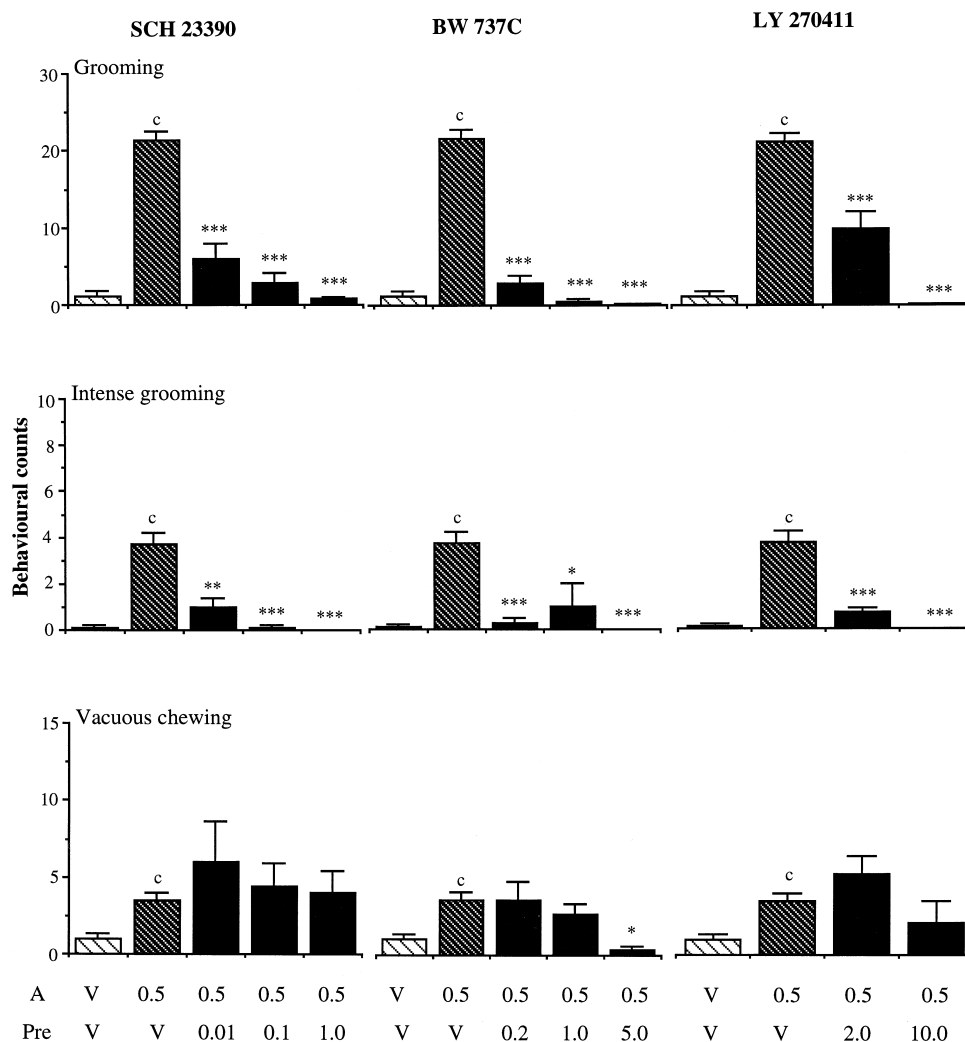 SCH 23390 BW 737C LY 270411
Grooming
30
20
10
0
c c c
*** *** ***
*** *** *** *** *** ***
Intense grooming
10
8
6
4
2
0
c c c
** *** *** *** * *** *** ***
Behavioural counts
Vacuous chewing
15
10
5
0
c c c
*
A V 0.5 0.5 0.5 0.5 V 0.5 0.5 0.5 0.5 V 0.5 0.5 0.5
Pre V V 0.01 0.1 1.0 V V 0.2 1.0 5.0 V V 2.0 10.0